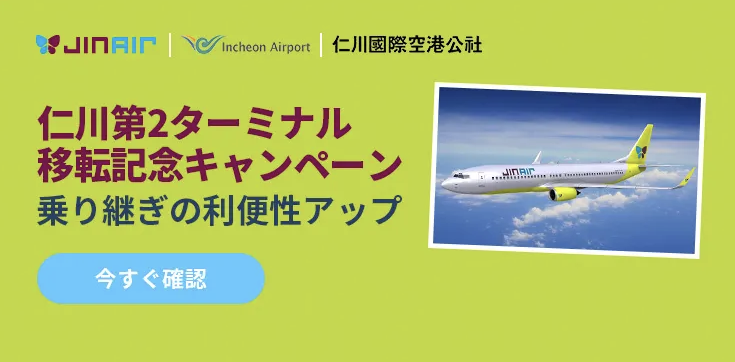 JINAIR | Incheon Airport | 仁川國際空港公社
仁川第2ターミナル
移転記念キャンペーン
乗り継ぎの利便性アップ
今すぐ確認
JINAIR